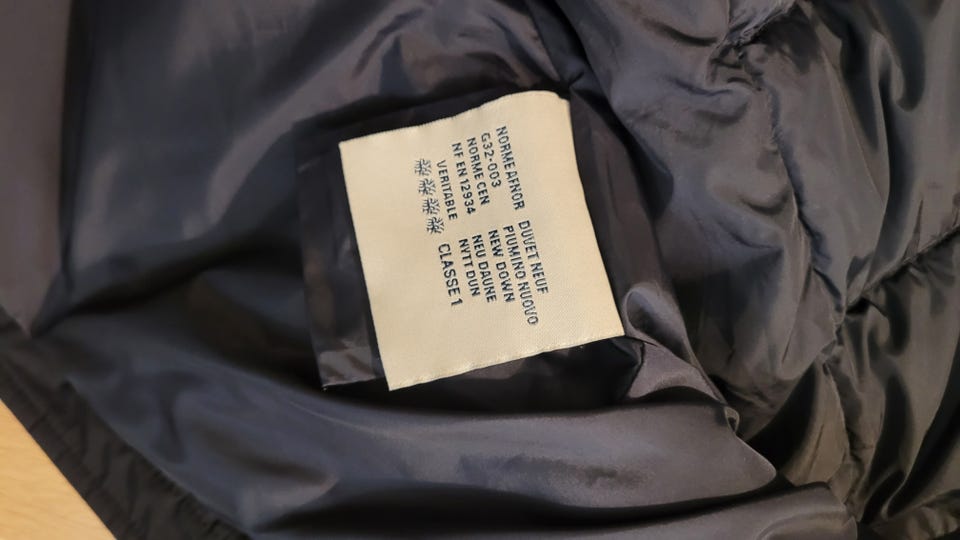 NORME AFNOR DUVET NEUF
G32-003 PIUMINO NUOVO
NORME CEN NEW DOWN
NF EN 12934 NEU DAUNE
VERITABLE NYTT DUN
CLASSE 1